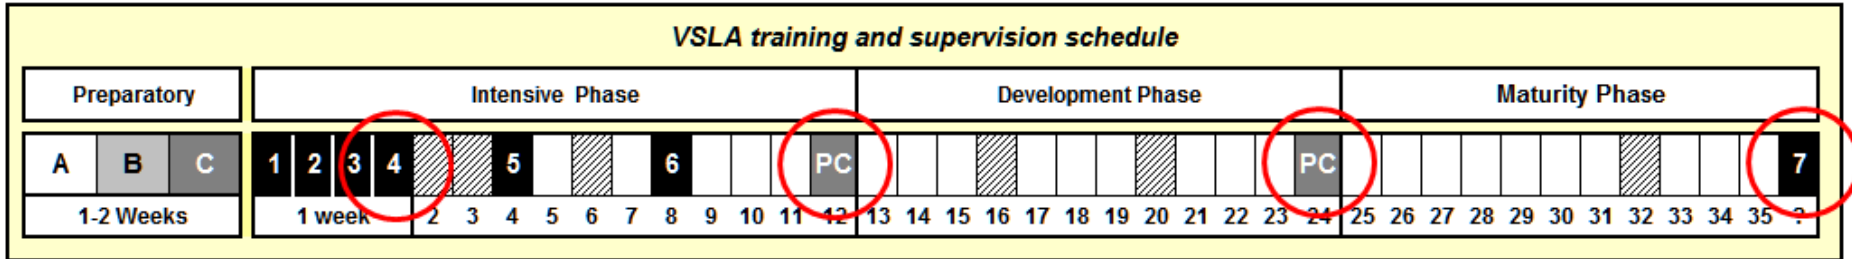 VSLA training and supervision schedule
Preparatory Intensive Phase Development Phase Maturity Phase
A B C 1 2 3 4 5 6 PC PC 7
1-2 Weeks 1 week 2 3 4 5 6 7 8 9 10 11 12 13 14 15 16 17 18 19 20 21 22 23 24 25 26 27 28 29 30 31 32 33 34 35 ?